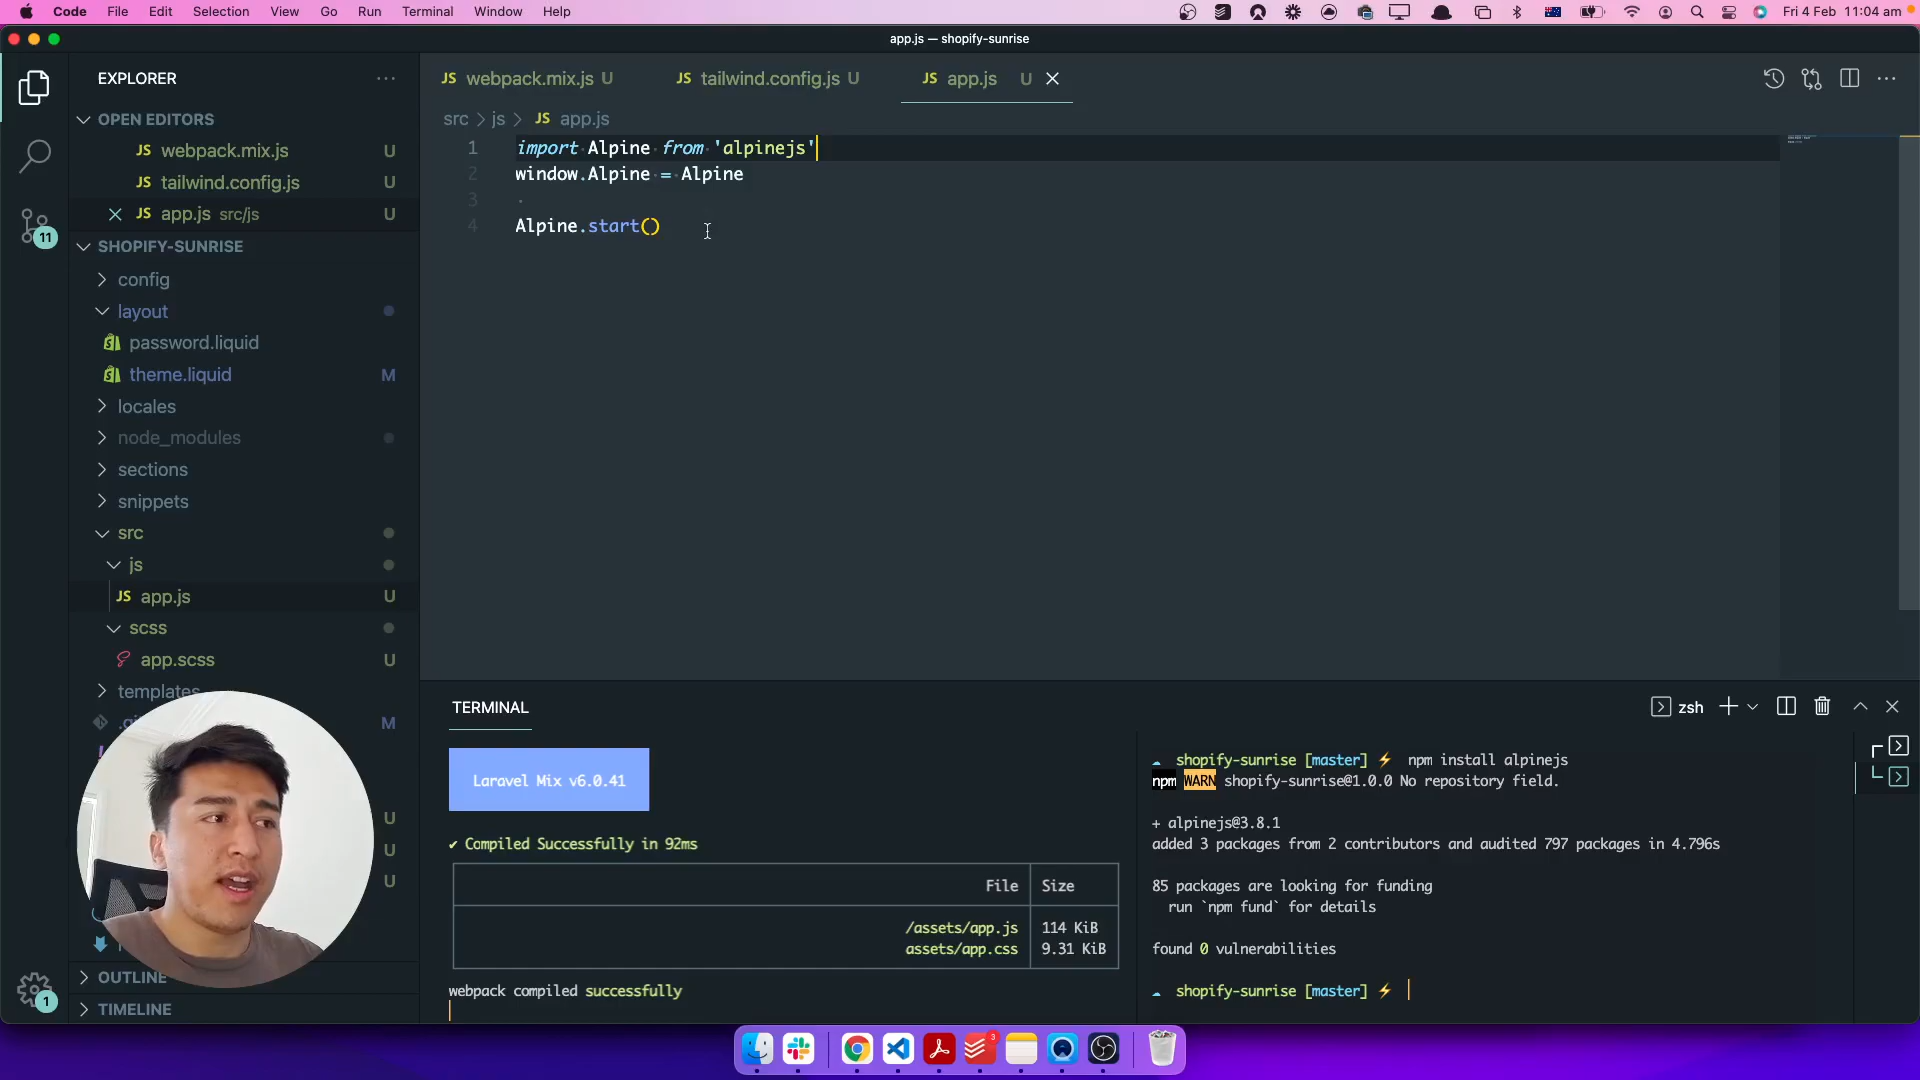 Code File Edit Selection View Go Run Terminal Window Help
Fri 4 Feb 11:04 am
app.js — shopify-sunrise
EXPLORER
OPEN EDITORS
JS webpack.mix.js U
JS tailwind.config.js U
JS app.js src/js U
11
SHOPIFY-SUNRISE
config
layout
password.liquid
theme.liquid M
locales
node_modules
sections
snippets
src
js
JS app.js U
scss
app.scss U
templates
M
U
U
U
OUTLINE
TIMELINE
1
JS webpack.mix.js U JS tailwind.config.js U JS app.js U
src > js > JS app.js
1 import Alpine from 'alpinejs'
2 window.Alpine = Alpine
3
4 Alpine.start()
TERMINAL
zsh
Laravel Mix v6.0.41
✔ Compiled Successfully in 92ms
File Size
/assets/app.js 114 KiB
assets/app.css 9.31 KiB
webpack compiled successfully
shopify-sunrise [master] ⚡ npm install alpinejs
npm WARN shopify-sunrise@1.0.0 No repository field.
+ alpinejs@3.8.1
added 3 packages from 2 contributors and audited 797 packages in 4.796s
85 packages are looking for funding
run `npm fund` for details
found 0 vulnerabilities
shopify-sunrise [master] ⚡
3